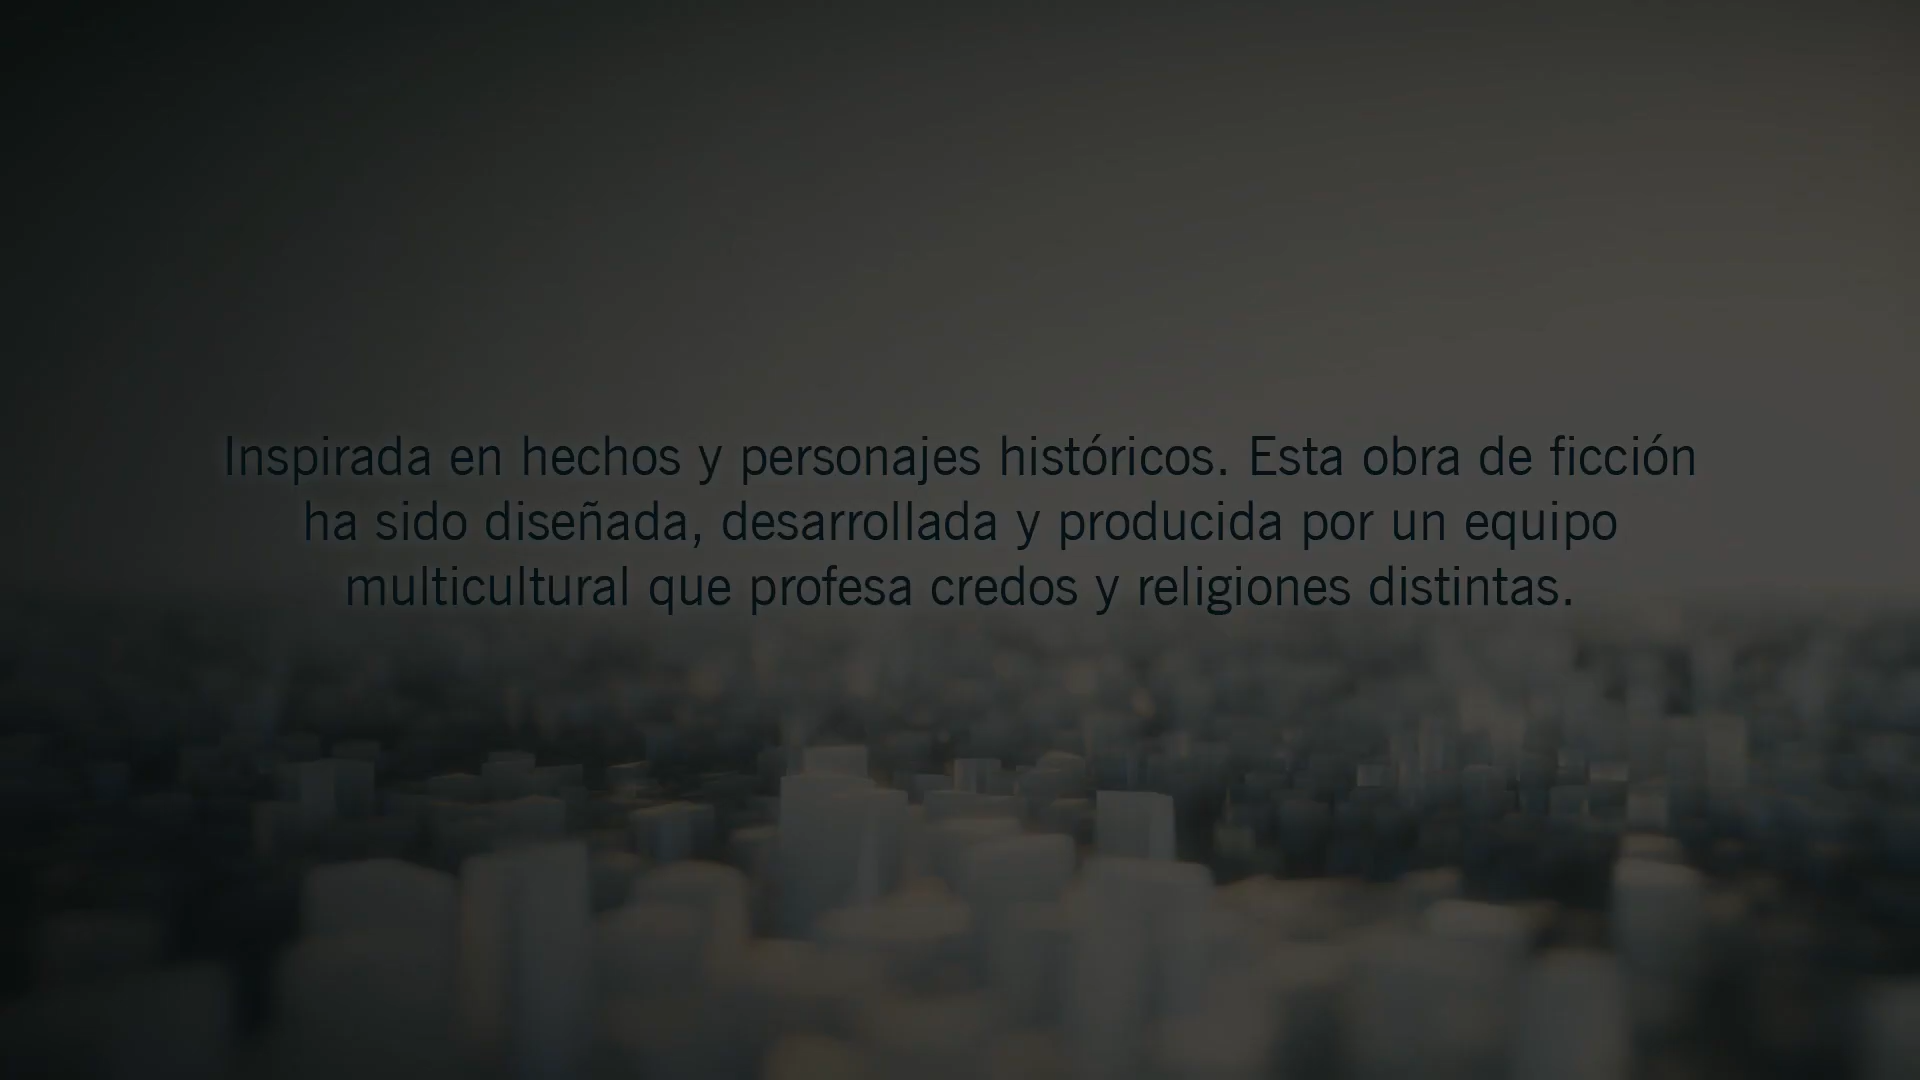 Inspirada en hechos y personajes históricos. Esta obra de ficción
ha sido diseñada, desarrollada y producida por un equipo
multicultural que profesa credos y religiones distintas.